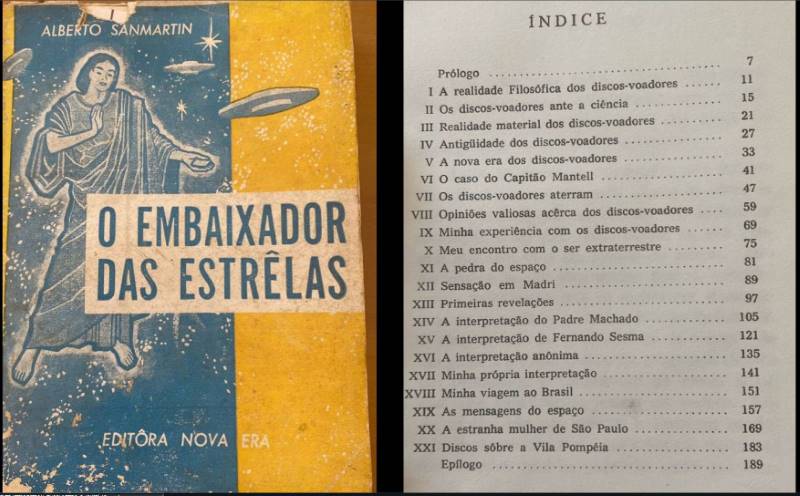 ALBERTO SANMARTIN
O EMBAIXADOR
DAS ESTRÊLAS
EDITÔRA NOVA ERA
ÍNDICE
Prólogo ........................................ 7
I A realidade Filosófica dos discos-voadores ....... 11
II Os discos-voadores ante a ciência ............. 15
III Realidade material dos discos-voadores .......... 21
IV Antigüidade dos discos-voadores ............... 27
V A nova era dos discos-voadores ................ 33
VI O caso do Capitão Mantell .................... 41
VII Os discos-voadores aterram .................... 47
VIII Opiniões valiosas acêrca dos discos-voadores .... 59
IX Minha experiência com os discos-voadores ...... 69
X Meu encontro com o ser extraterrestre .......... 75
XI A pedra do espaço ............................ 81
XII Sensação em Madri ............................ 89
XIII Primeiras revelações .......................... 97
XIV A interpretação do Padre Machado ............. 105
XV A interpretação de Fernando Sesma ............. 121
XVI A interpretação anônima ....................... 135
XVII Minha própria interpretação .................... 141
XVIII Minha viagem ao Brasil ........................ 151
XIX As mensagens do espaço ....................... 157
XX A estranha mulher de São Paulo ................ 169
XXI Discos sôbre a Vila Pompéia ................... 183
Epílogo ....................................... 189